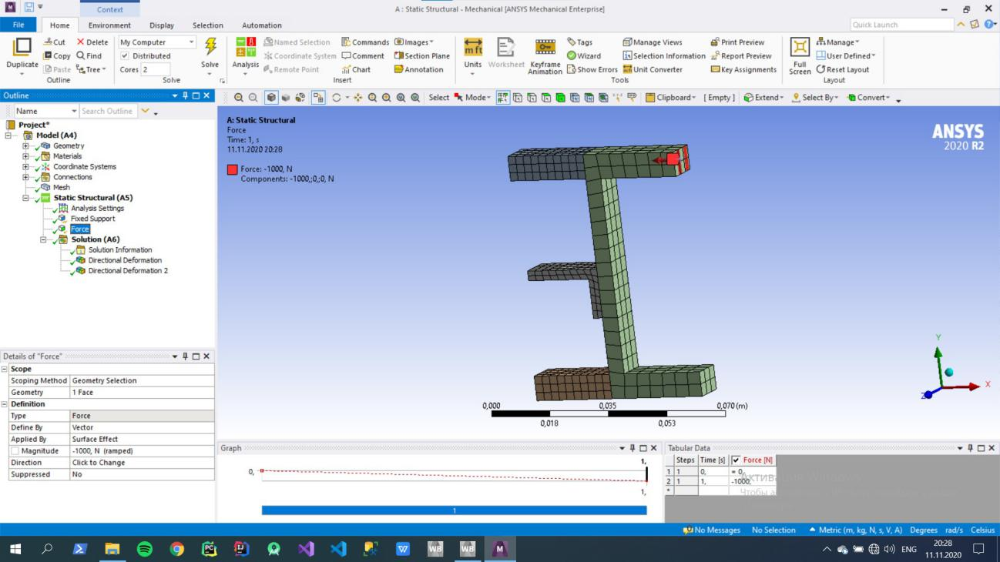 Context
A : Static Structural - Mechanical [ANSYS Mechanical Enterprise]
File Home Environment Display Selection Automation
Quick Launch
Duplicate
Cut Delete
Copy Find
Paste Tree
Outline
My Computer
Distributed
Cores 2
Solve
Solve
Analysis
Named Selection Commands Images
Coordinate System Comment Section Plane
Remote Point Chart Annotation
Insert
Units Worksheet Keyframe Animation
Tags Manage Views Print Preview
Wizard Selection Information Report Preview
Show Errors Unit Converter Key Assignments
Tools
Full Screen
Manage
User Defined
Reset Layout
Layout
Outline
Select Mode Clipboard [ Empty ] Extend Select By Convert
Name Search Outline
Project*
Model (A4)
Geometry
Materials
Coordinate Systems
Connections
Mesh
Static Structural (A5)
Analysis Settings
Fixed Support
Force
Solution (A6)
Solution Information
Directional Deformation
Directional Deformation 2
A: Static Structural
Force
Time: 1, s
11.11.2020 20:28
Force: -1000, N
Components: -1000,;0,;0, N
ANSYS
2020 R2
Y
X
Z
0,000 0,035 0,070 (m)
0,018 0,053
Details of "Force"
Scope
Scoping Method Geometry Selection
Geometry 1 Face
Definition
Type Force
Define By Vector
Applied By Surface Effect
Magnitude -1000, N (ramped)
Direction Click to Change
Suppressed No
Graph
1,
0,
1,
1
Tabular Data
Steps Time [s] Force [N]
1 1 0, = 0,
2 1 1, -1000,
*
Активация Windows
No Messages No Selection Metric (m, kg, N, s, V, A) Degrees rad/s Celsius
ENG
20:28
11.11.2020